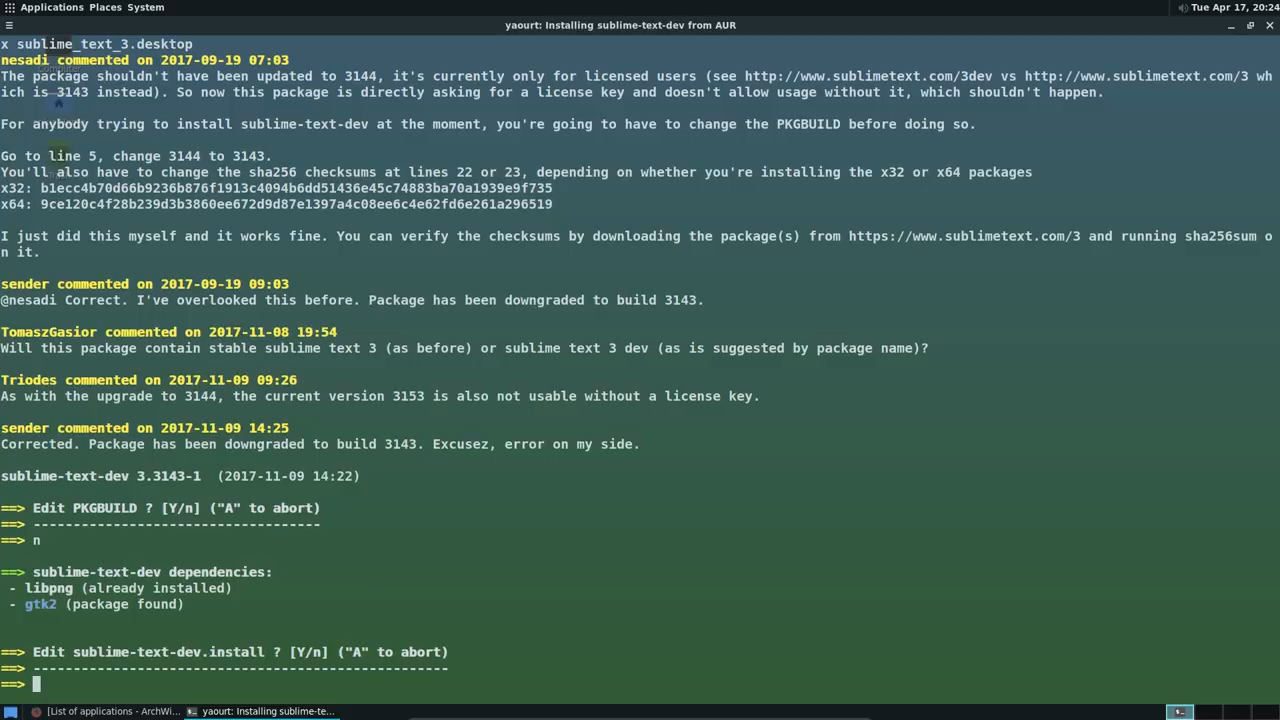 Applications Places System
Tue Apr 17, 20:24
yaourt: Installing sublime-text-dev from AUR
x sublime_text_3.desktop
nesadi commented on 2017-09-19 07:03
The package shouldn't have been updated to 3144, it's currently only for licensed users (see http://www.sublimetext.com/3dev vs http://www.sublimetext.com/3 wh
ich is 3143 instead). So now this package is directly asking for a license key and doesn't allow usage without it, which shouldn't happen.
For anybody trying to install sublime-text-dev at the moment, you're going to have to change the PKGBUILD before doing so.
Go to line 5, change 3144 to 3143.
You'll also have to change the sha256 checksums at lines 22 or 23, depending on whether you're installing the x32 or x64 packages
x32: b1ecc4b70d66b9236b876f1913c4094b6dd51436e45c74883ba70a1939e9f735
x64: 9ce120c4f28b239d3b3860ee672d9d87e1397a4c08ee6c4e62fd6e261a296519
I just did this myself and it works fine. You can verify the checksums by downloading the package(s) from https://www.sublimetext.com/3 and running sha256sum o
n it.
sender commented on 2017-09-19 09:03
@nesadi Correct. I've overlooked this before. Package has been downgraded to build 3143.
TomaszGasior commented on 2017-11-08 19:54
Will this package contain stable sublime text 3 (as before) or sublime text 3 dev (as is suggested by package name)?
Triodes commented on 2017-11-09 09:26
As with the upgrade to 3144, the current version 3153 is also not usable without a license key.
sender commented on 2017-11-09 14:25
Corrected. Package has been downgraded to build 3143. Excusez, error on my side.
sublime-text-dev 3.3143-1  (2017-11-09 14:22)
==> Edit PKGBUILD ? [Y/n] ("A" to abort)
==> ------------------------------------
==> n
==> sublime-text-dev dependencies:
- libpng (already installed)
- gtk2 (package found)
==> Edit sublime-text-dev.install ? [Y/n] ("A" to abort)
==> ----------------------------------------------------
==>
[List of applications - ArchWi...
yaourt: Installing sublime-te...